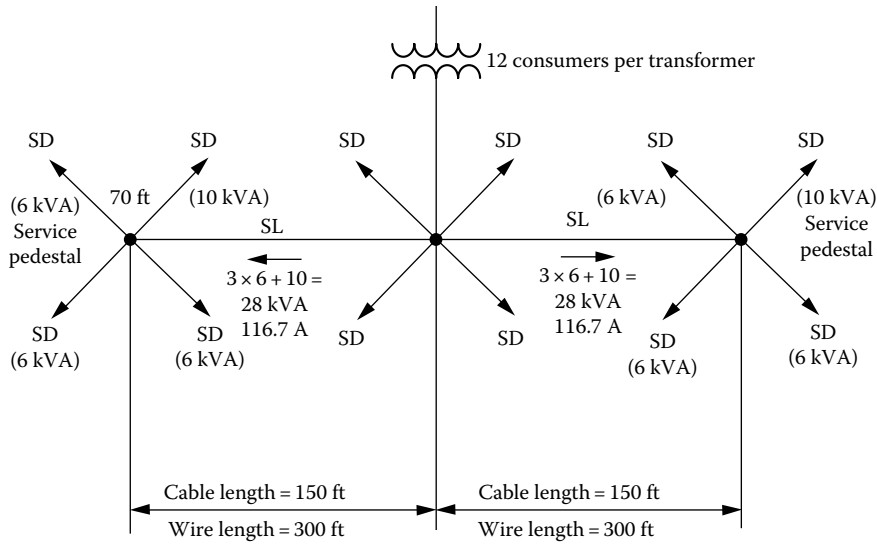 12 consumers per transformer
SD
SD
SD
SD
SD
SD
70 ft
(6 kVA)
Service
pedestal
(10 kVA)
(6 kVA)
(10 kVA)
Service
pedestal
SL
SL
3 × 6 + 10 =
28 kVA
116.7 A
3 × 6 + 10 =
28 kVA
116.7 A
SD
(6 kVA)
SD
(6 kVA)
SD
SD
SD
(6 kVA)
SD
(6 kVA)
Cable length = 150 ft
Cable length = 150 ft
Wire length = 300 ft
Wire length = 300 ft